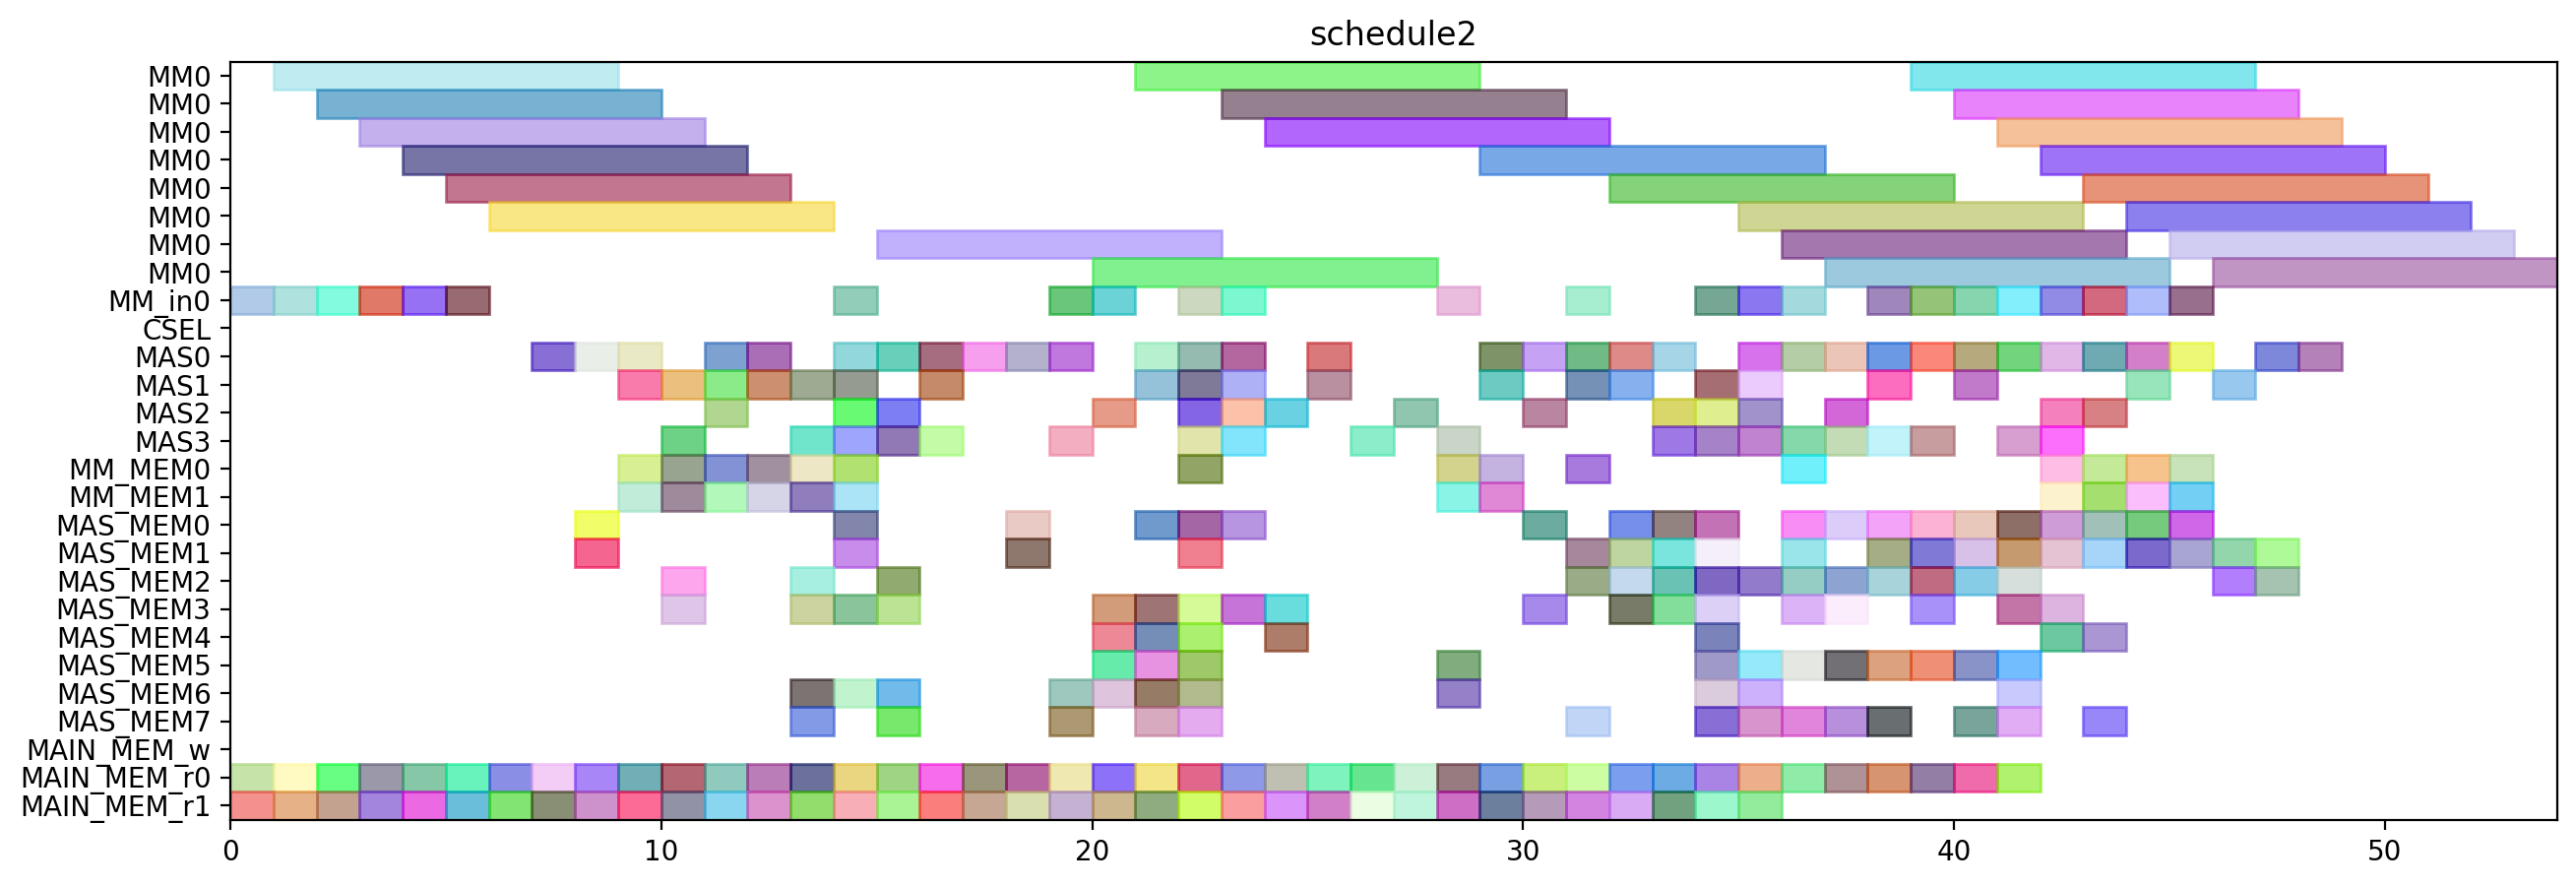 schedule2
MM0
MM0
MM0
MM0
MM0
MM0
MM0
MM0
MM_in0
CSEL
MAS0
MAS1
MAS2
MAS3
MM_MEM0
MM_MEM1
MAS_MEM0
MAS_MEM1
MAS_MEM2
MAS_MEM3
MAS_MEM4
MAS_MEM5
MAS_MEM6
MAS_MEM7
MAIN_MEM_w
MAIN_MEM_r0
MAIN_MEM_r1
0 10 20 30 40 50